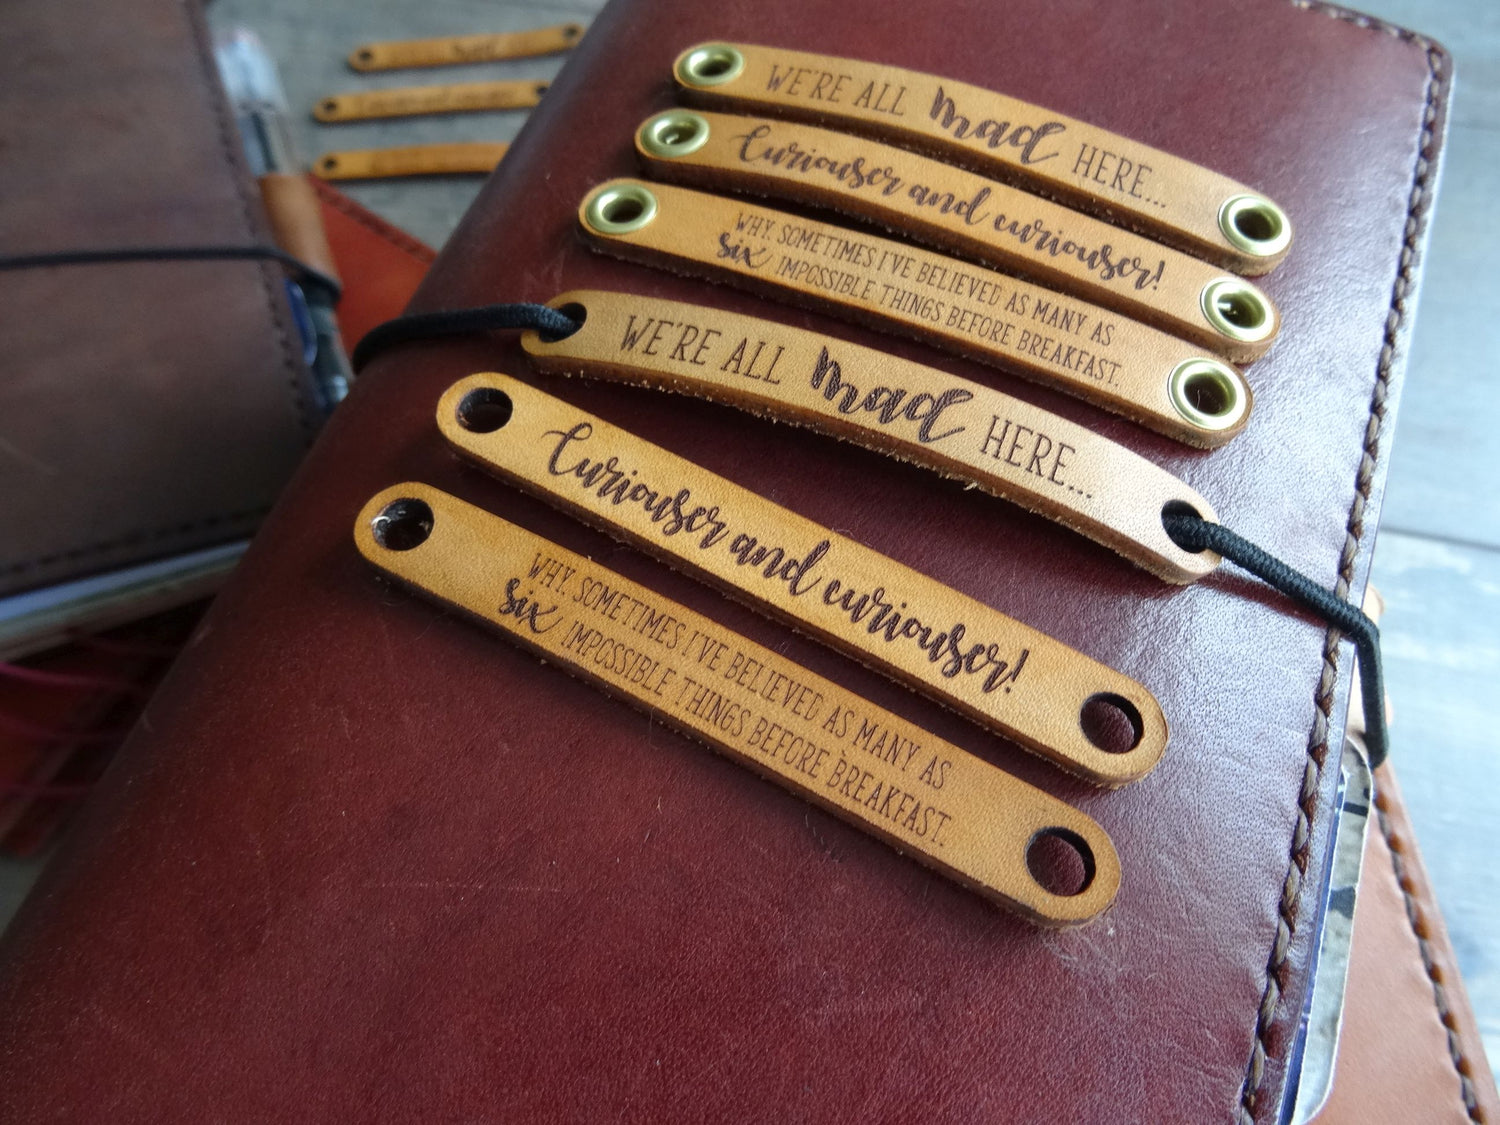 WE'RE ALL mad HERE...
Curiouser and curiouser!
WHY, SOMETIMES I'VE BELIEVED AS MANY AS
six IMPOSSIBLE THINGS BEFORE BREAKFAST.
WE'RE ALL mad HERE...
Curiouser and curiouser!
WHY, SOMETIMES I'VE BELIEVED AS MANY AS
six IMPOSSIBLE THINGS BEFORE BREAKFAST.